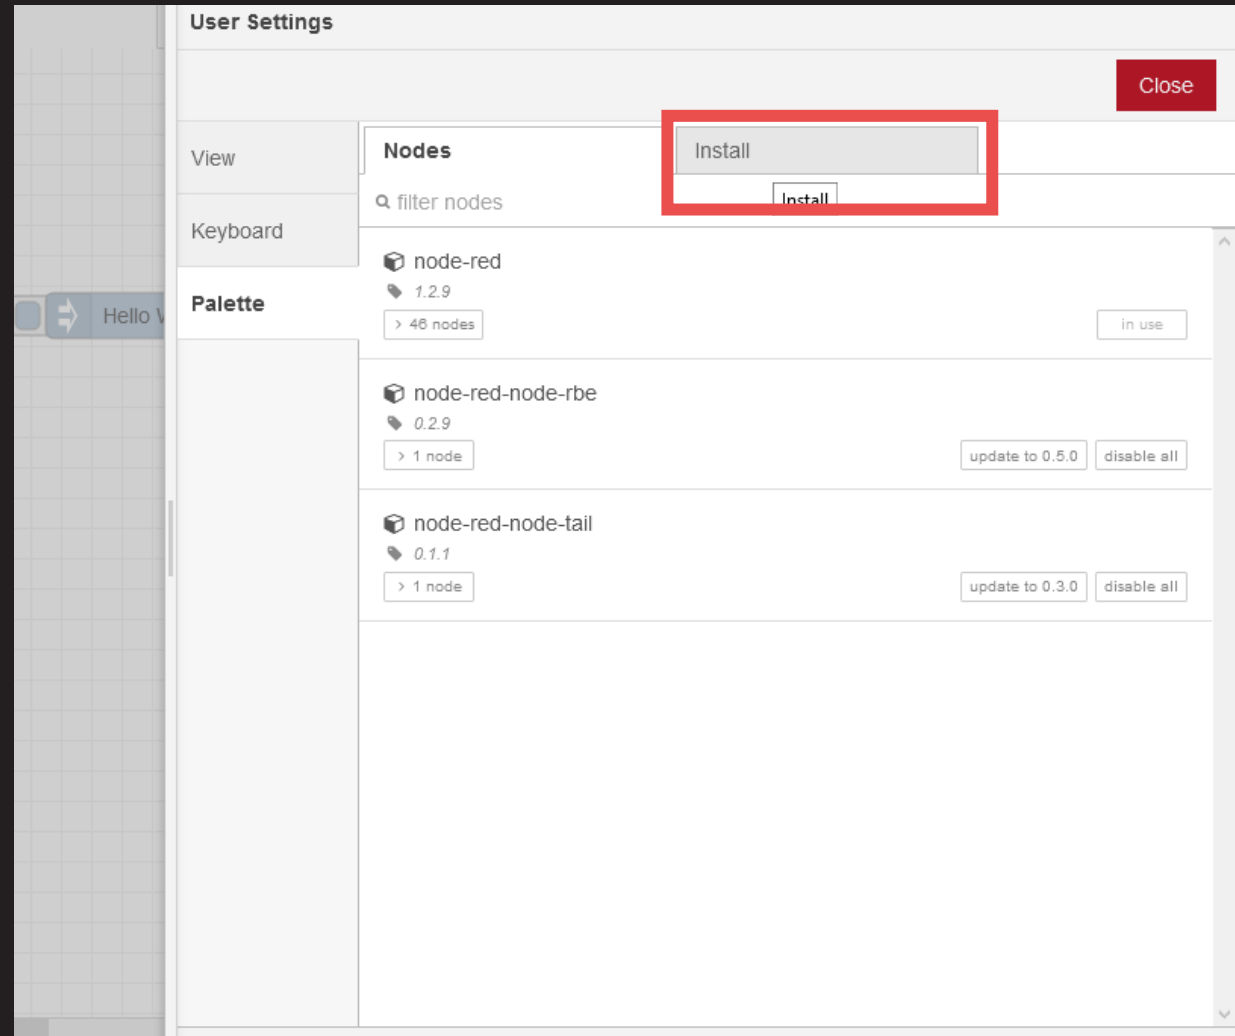 User Settings
Close
View
Keyboard
Palette
Nodes
Install
filter nodes
Install
node-red
1.2.9
> 46 nodes
in use
node-red-node-rbe
0.2.9
> 1 node
update to 0.5.0
disable all
node-red-node-tail
0.1.1
> 1 node
update to 0.3.0
disable all
Hello